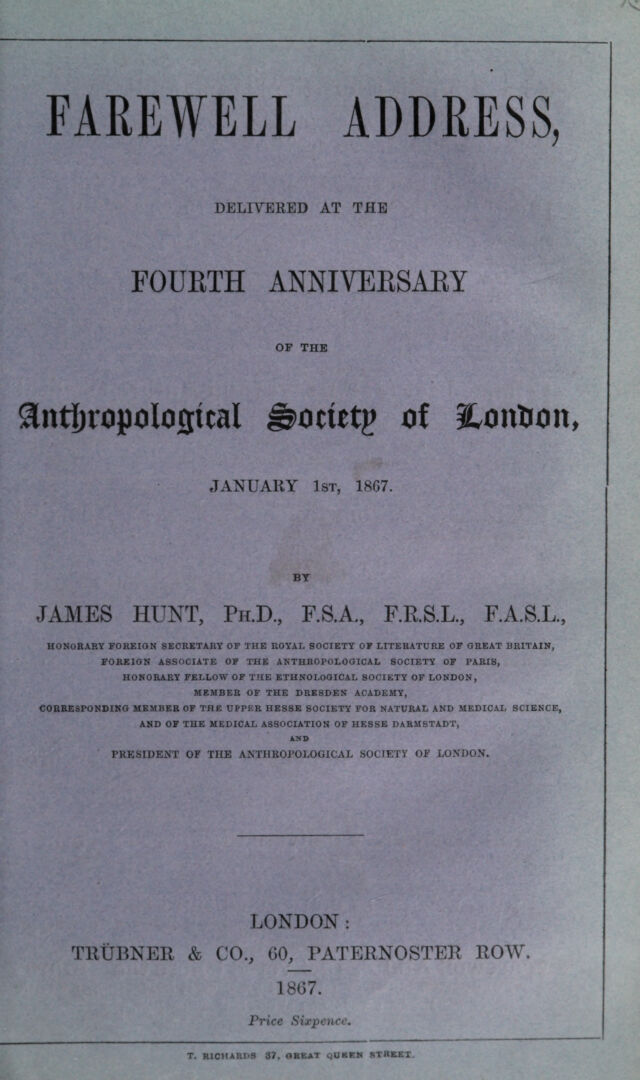 FAREWELL ADDRESS,
DELIVERED AT THE
FOURTH ANNIVERSARY
OF THE
Anthropological Society of London,
JANUARY 1ST, 1867.
BY
JAMES HUNT, PH.D., F.S.A., F.R.S.L., F.A.S.L.,
HONORARY FOREIGN SECRETARY OF THE ROYAL SOCIETY OF LITERATURE OF GREAT BRITAIN,
FOREIGN ASSOCIATE OF THE ANTHROPOLOGICAL SOCIETY OF PARIS,
HONORARY FELLOW OF THE ETHNOLOGICAL SOCIETY OF LONDON,
MEMBER OF THE DRESDEN ACADEMY,
CORRESPONDING MEMBER OF THE UPPER HESSE SOCIETY FOR NATURAL AND MEDICAL SCIENCE,
AND OF THE MEDICAL ASSOCIATION OF HESSE DARMSTADT,
AND
PRESIDENT OF THE ANTHROPOLOGICAL SOCIETY OF LONDON.
LONDON:
TRÜBNER & CO., 60, PATERNOSTER ROW.
1867.
Price Sixpence.
T. RICHARDS 37, GREAT QUEEN STREET.